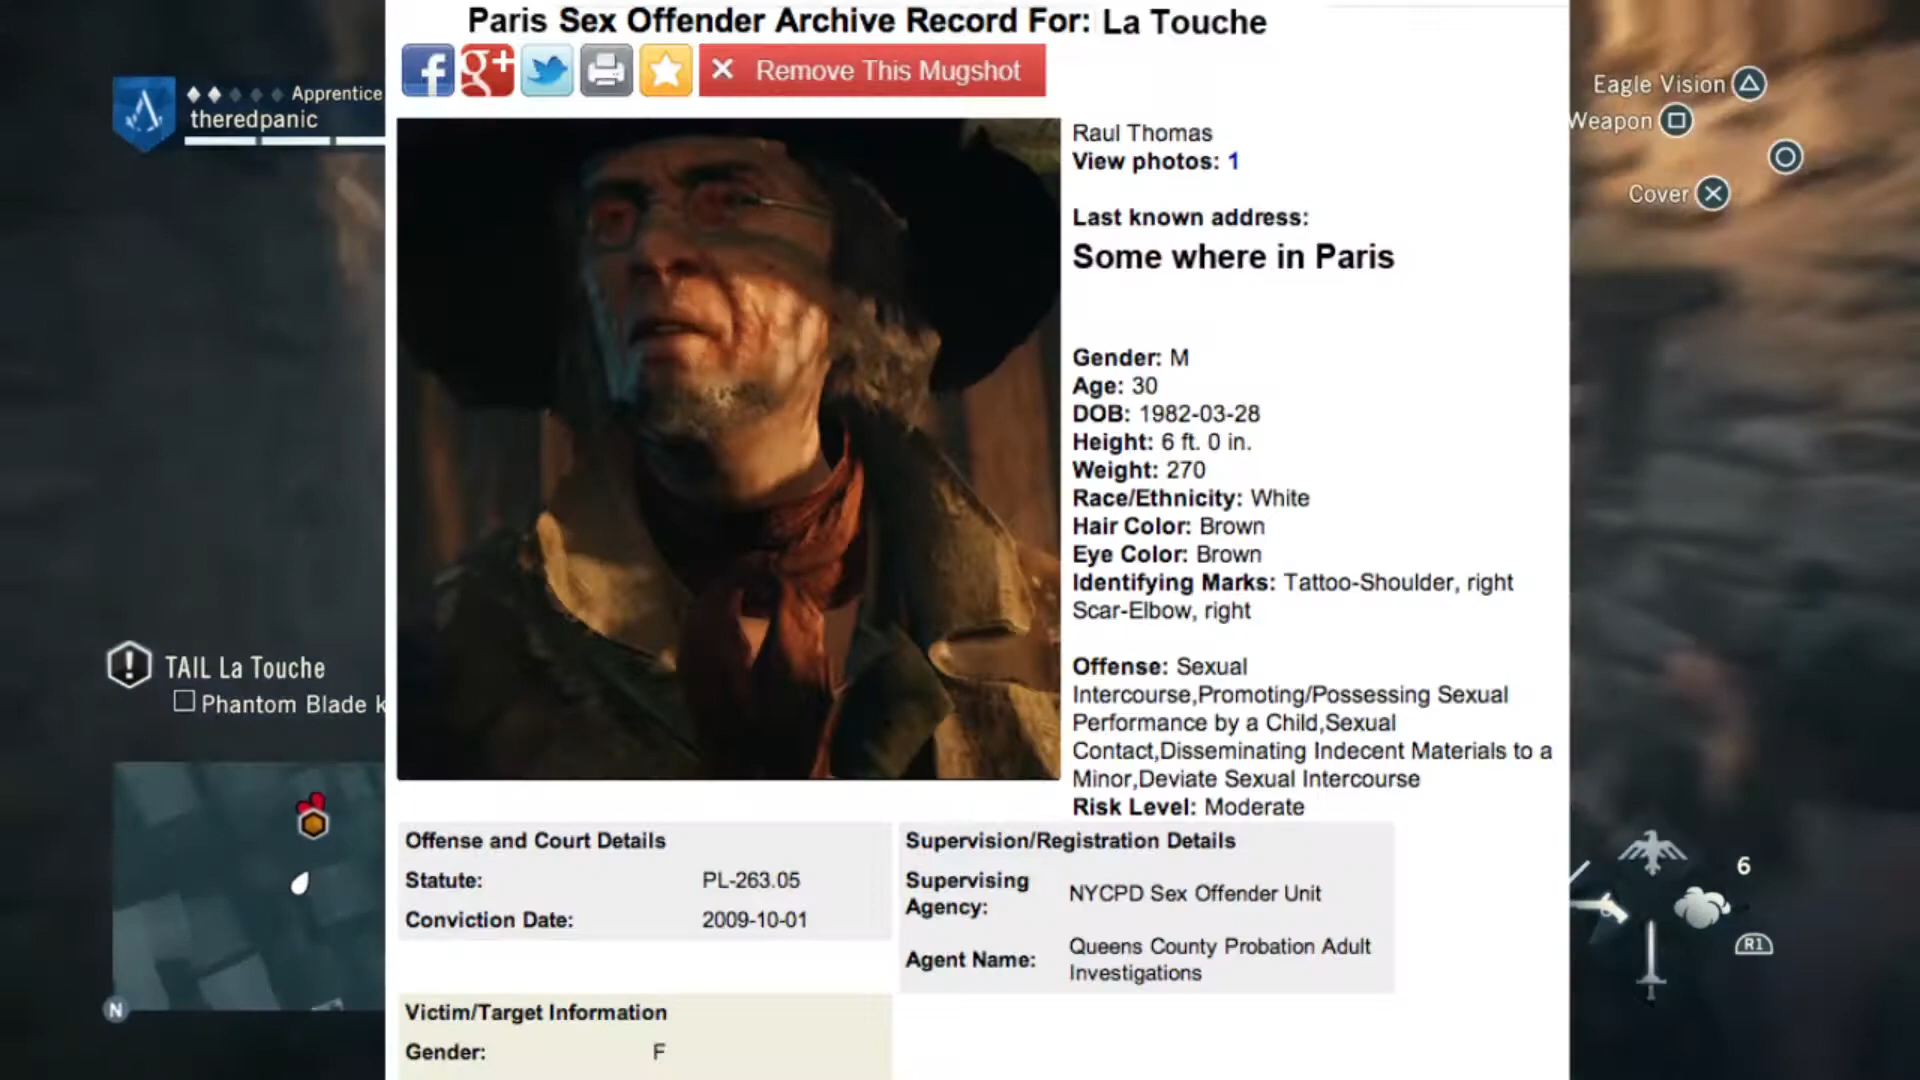 Paris Sex Offender Archive Record For: La Touche
f g+ × Remove This Mugshot
Apprentice
theredpanic
Eagle Vision
Weapon
Cover
Raul Thomas
View photos: 1
Last known address:
Some where in Paris
Gender: M
Age: 30
DOB: 1982-03-28
Height: 6 ft. 0 in.
Weight: 270
Race/Ethnicity: White
Hair Color: Brown
Eye Color: Brown
Identifying Marks: Tattoo-Shoulder, right
Scar-Elbow, right
Offense: Sexual
Intercourse,Promoting/Possessing Sexual
Performance by a Child,Sexual
Contact,Disseminating Indecent Materials to a
Minor,Deviate Sexual Intercourse
Risk Level: Moderate
! TAIL La Touche
Phantom Blade k
N
Offense and Court Details
Statute: PL-263.05
Conviction Date: 2009-10-01
Supervision/Registration Details
Supervising
Agency: NYCPD Sex Offender Unit
Agent Name: Queens County Probation Adult
Investigations
Victim/Target Information
Gender: F
6
R1